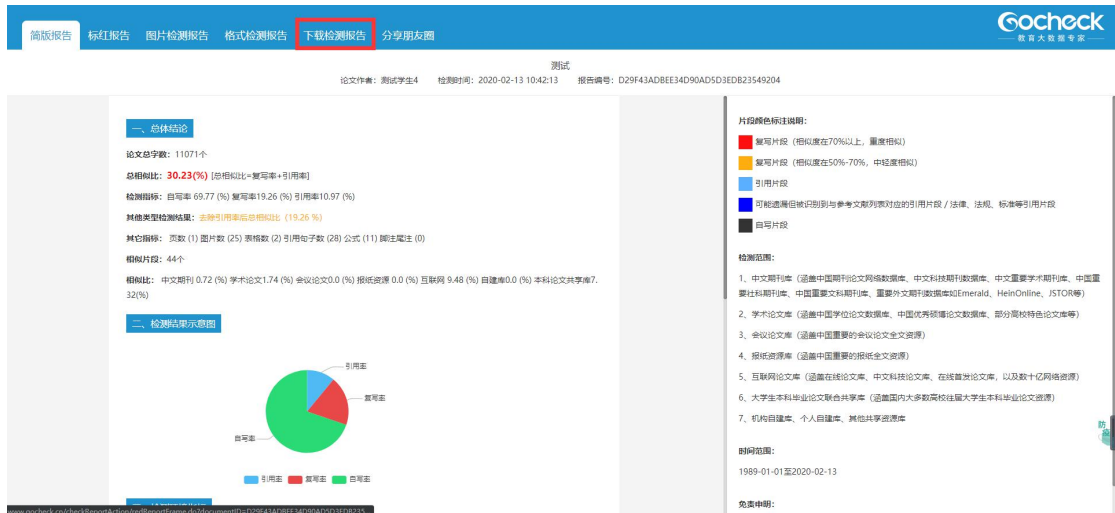 简版报告 标红报告 图片检测报告 格式检测报告 下载检测报告 分享朋友圈
Gocheck
教育大数据专家
测试
论文作者：测试学生4 检测时间：2020-02-13 10:42:13 报告编号：D29F43ADBEE34D90AD5D3EDB23549204
一、总体结论
论文总字数：11071个
总相似比：30.23(%) [总相似比=复写率+引用率]
检测指标：自写率 69.77 (%) 复写率19.26 (%) 引用率10.97 (%)
其他类型检测结果：去除引用率后总相似比（19.26 %）
其它指标： 页数 (1) 图片数 (25) 表格数 (2) 引用句子数 (28) 公式 (11) 脚注尾注 (0)
相似片段：44个
相似比： 中文期刊 0.72 (%) 学术论文1.74 (%) 会议论文0.0 (%) 报纸资源 0.0 (%) 互联网 9.48 (%) 自建库0.0 (%) 本科论文共享库7.
32(%)
二、检测结果示意图
引用率
复写率
自写率
引用率 复写率 自写率
片段颜色标注说明：
复写片段（相似度在70%以上，重度相似）
复写片段（相似度在50%-70%，中轻度相似）
引用片段
可能遗漏但被识别到与参考文献列表对应的引用片段 / 法律、法规、标准等引用片段
自写片段
检测范围：
1、中文期刊库（涵盖中国期刊论文网络数据库、中文科技期刊数据库、中文重要学术期刊库、中国重
要社科期刊库、中国重要文科期刊库、重要外文期刊数据库如Emerald、HeinOnline、JSTOR等）
2、学术论文库（涵盖中国学位论文数据库、中国优秀硕博论文数据库、部分高校特色论文库等）
3、会议论文库（涵盖中国重要的会议论文全文资源）
4、报纸资源库（涵盖中国重要的报纸全文资源）
5、互联网论文库（涵盖在线论文库、中文科技论文库、在线首发论文库，以及数十亿网络资源）
6、大学生本科毕业论文联合共享库（涵盖国内大多数高校往届大学生本科毕业论文资源）
7、机构自建库、个人自建库、其他共享资源库
时间范围：
1989-01-01至2020-02-13
免责申明：
防
www.gocheck.cn/checkReportAction/redReportFrame.do?documentID=D29F43ADBEE34D90AD5D3EDB235...